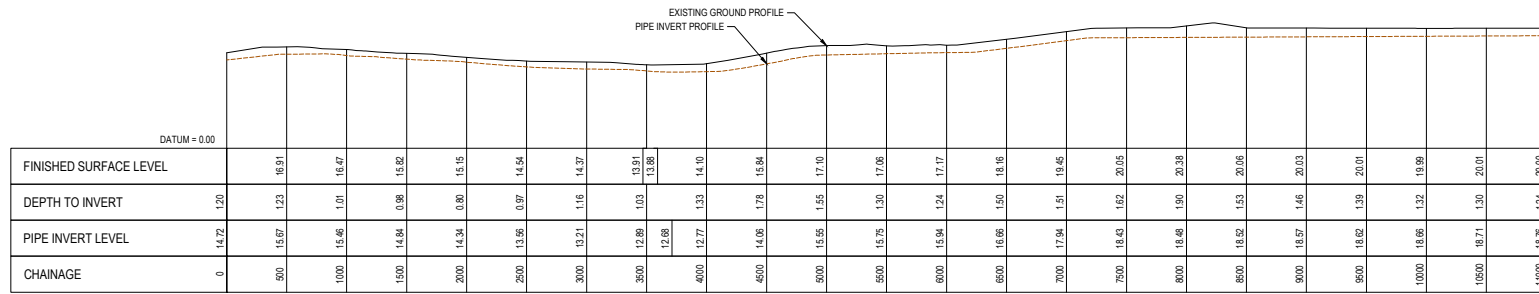 EXISTING GROUND PROFILE
PIPE INVERT PROFILE
DATUM = 0.00
FINISHED SURFACE LEVEL 16.91 16.47 15.82 15.15 14.54 14.37 13.91 13.88 14.10 15.84 17.10 17.06 17.17 18.16 19.45 20.05 20.38 20.06 20.03 20.01 19.99 20.01
DEPTH TO INVERT 1.20 1.23 1.01 0.98 0.80 0.97 1.16 1.03 1.33 1.78 1.55 1.30 1.24 1.50 1.51 1.62 1.90 1.53 1.46 1.39 1.32 1.30
PIPE INVERT LEVEL 14.72 15.67 15.46 14.84 14.34 13.56 13.21 12.89 12.68 12.77 14.06 15.55 15.75 15.94 16.66 17.94 18.43 18.48 18.52 18.57 18.62 18.66 18.71
CHAINAGE 0 500 1000 1500 2000 2500 3000 3500 4000 4500 5000 5500 6000 6500 7000 7500 8000 8500 9000 9500 10000 10500